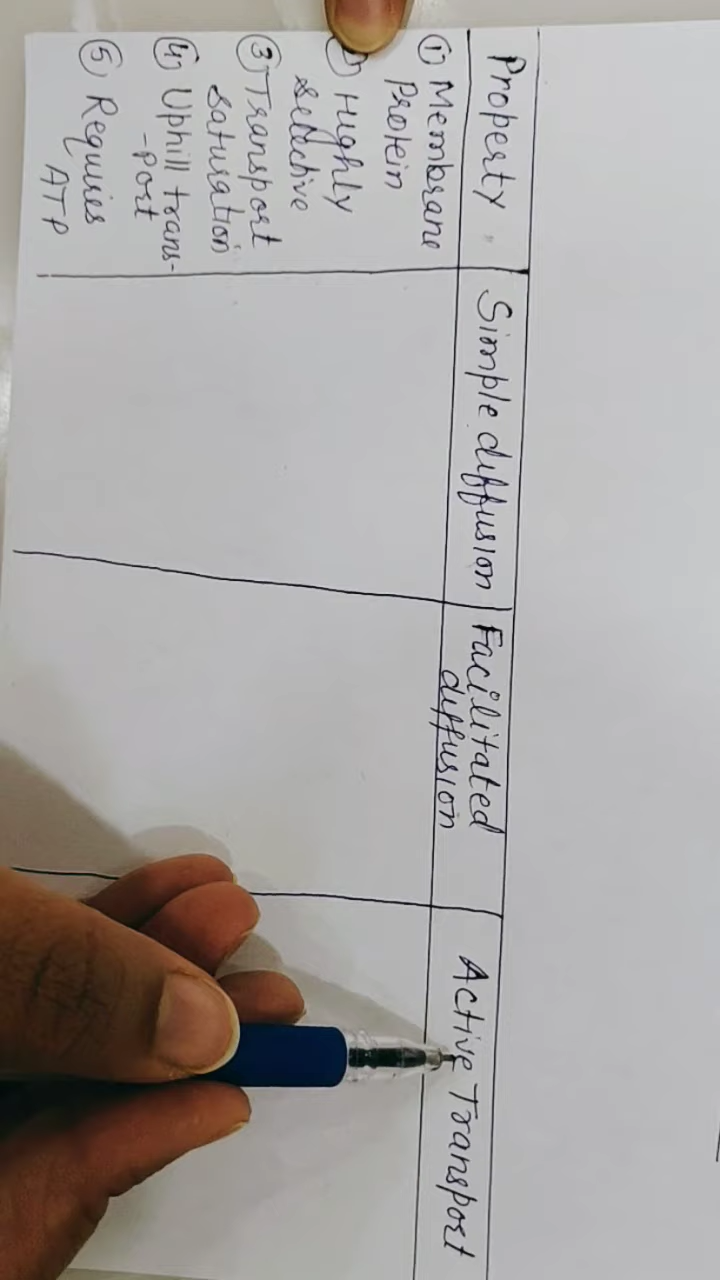 Property
Simple diffusion
Facilitated
diffusion
Active Transport
① Membrane
Protein
② Highly
selective
③ Transport
saturation
④ Uphill trans-
-port
⑤ Requires
ATP